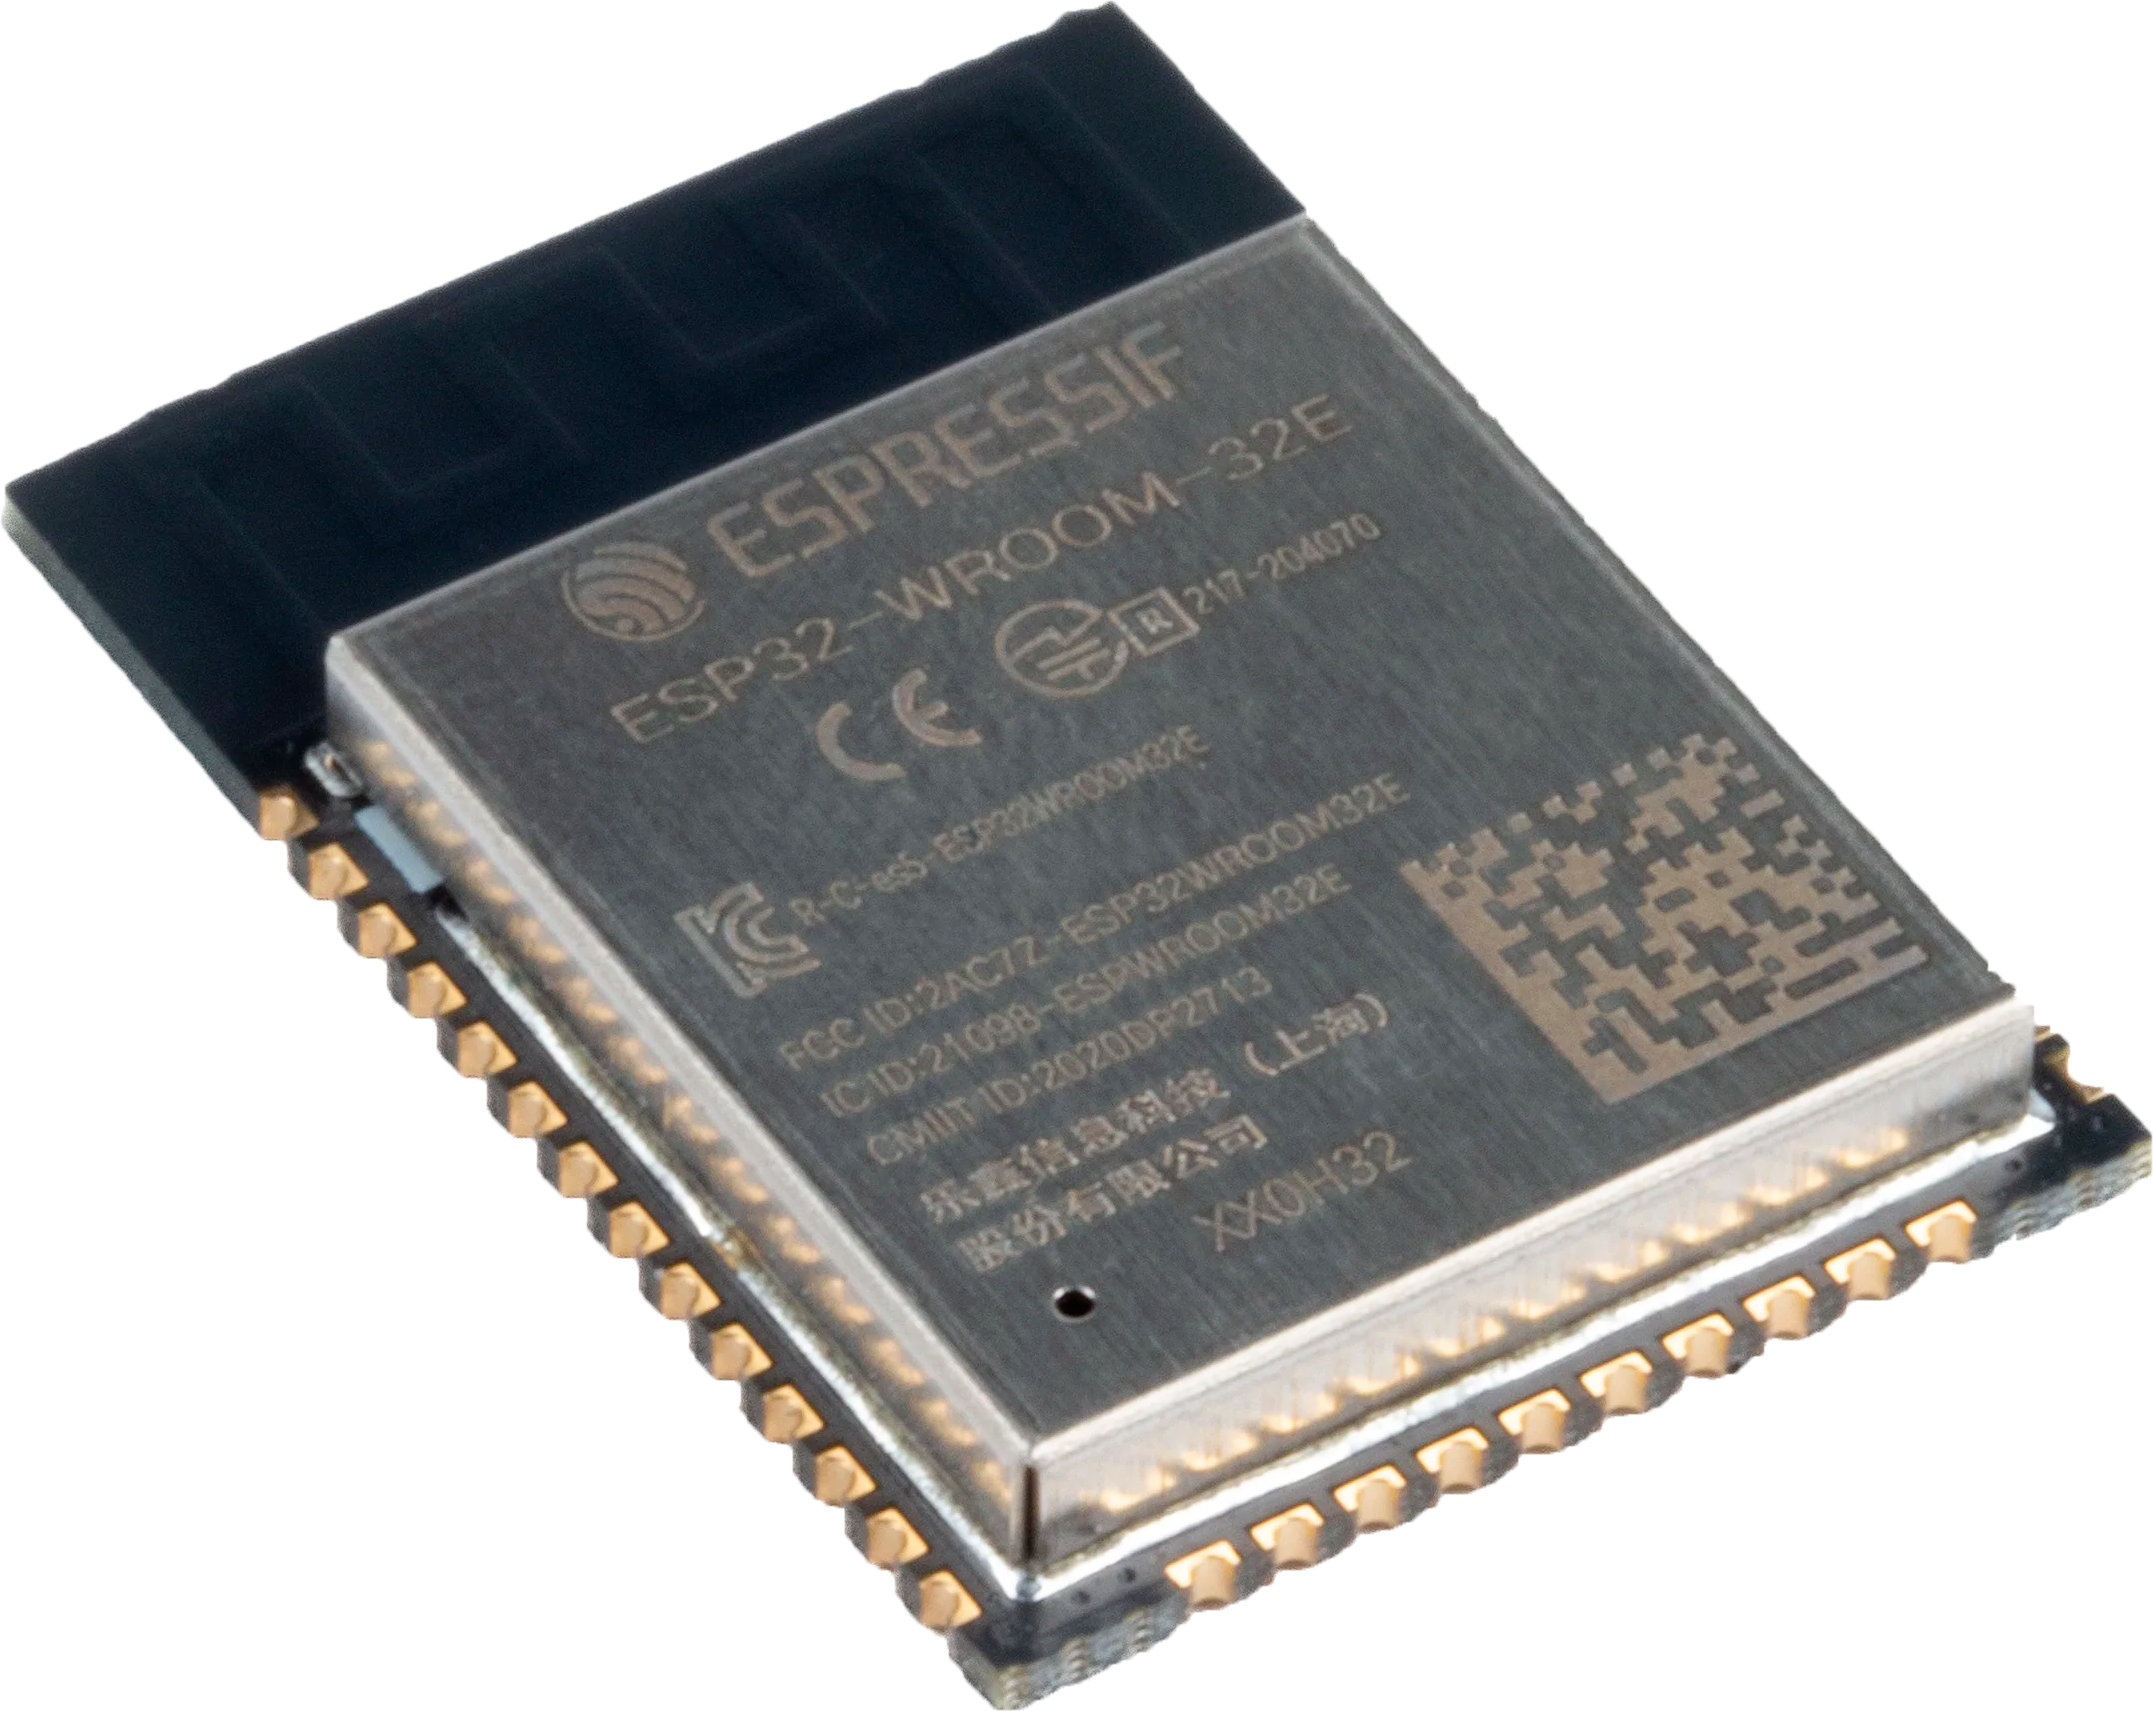 ESPRESSIF
ESP32-WROOM-32E
CE R 217-204070
R-C-es5-ESP32WROOM32E
FCC ID:2AC7Z-ESP32WROOM32E
IC ID:21098-ESPWROOM32E
CMIIT ID:2020DP2713
乐鑫信息科技（上海）
股份有限公司
XX0H32